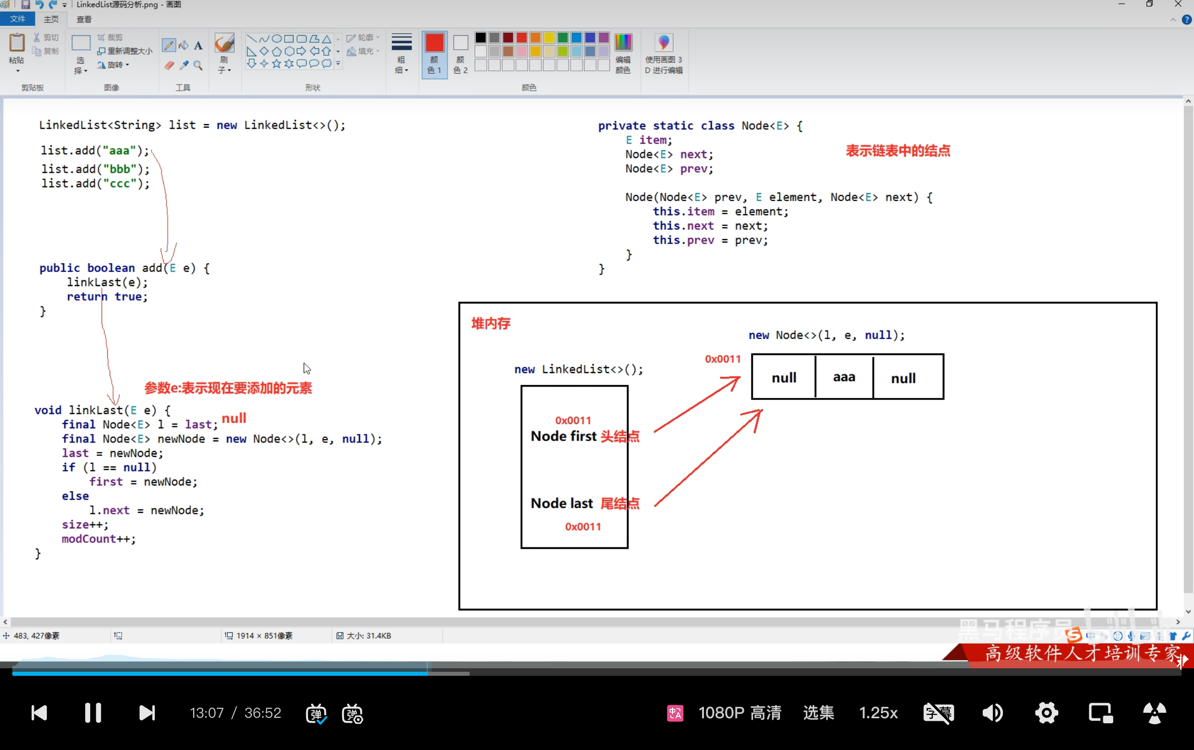 LinkedList源码分析.png - 画图
文件
主页
查看
粘贴
剪切
复制
剪贴板
选择
裁剪
重新调整大小
旋转
图像
A
工具
刷子
形状
轮廓
填充
粗细
颜色 1
颜色 2
编辑颜色
颜色
使用画图 3D 进行编辑
LinkedList<String> list = new LinkedList<>();
list.add("aaa");
list.add("bbb");
list.add("ccc");
public boolean add(E e) {
linkLast(e);
return true;
}
参数e:表示现在要添加的元素
void linkLast(E e) {
final Node<E> l = last; null
final Node<E> newNode = new Node<>(l, e, null);
last = newNode;
if (l == null)
first = newNode;
else
l.next = newNode;
size++;
modCount++;
}
private static class Node<E> {
E item;
Node<E> next;
Node<E> prev;
表示链表中的结点
Node(Node<E> prev, E element, Node<E> next) {
this.item = element;
this.next = next;
this.prev = prev;
}
}
堆内存
new LinkedList<>();
0x0011
Node first 头结点
Node last 尾结点
0x0011
new Node<>(l, e, null);
0x0011
null aaa null
483, 427像素
1914 × 851像素
大小: 31.4KB
黑马程序员
高级软件人才培训专家
13:07 / 36:52
弹
弹
1080P 高清
选集
1.25x
字幕